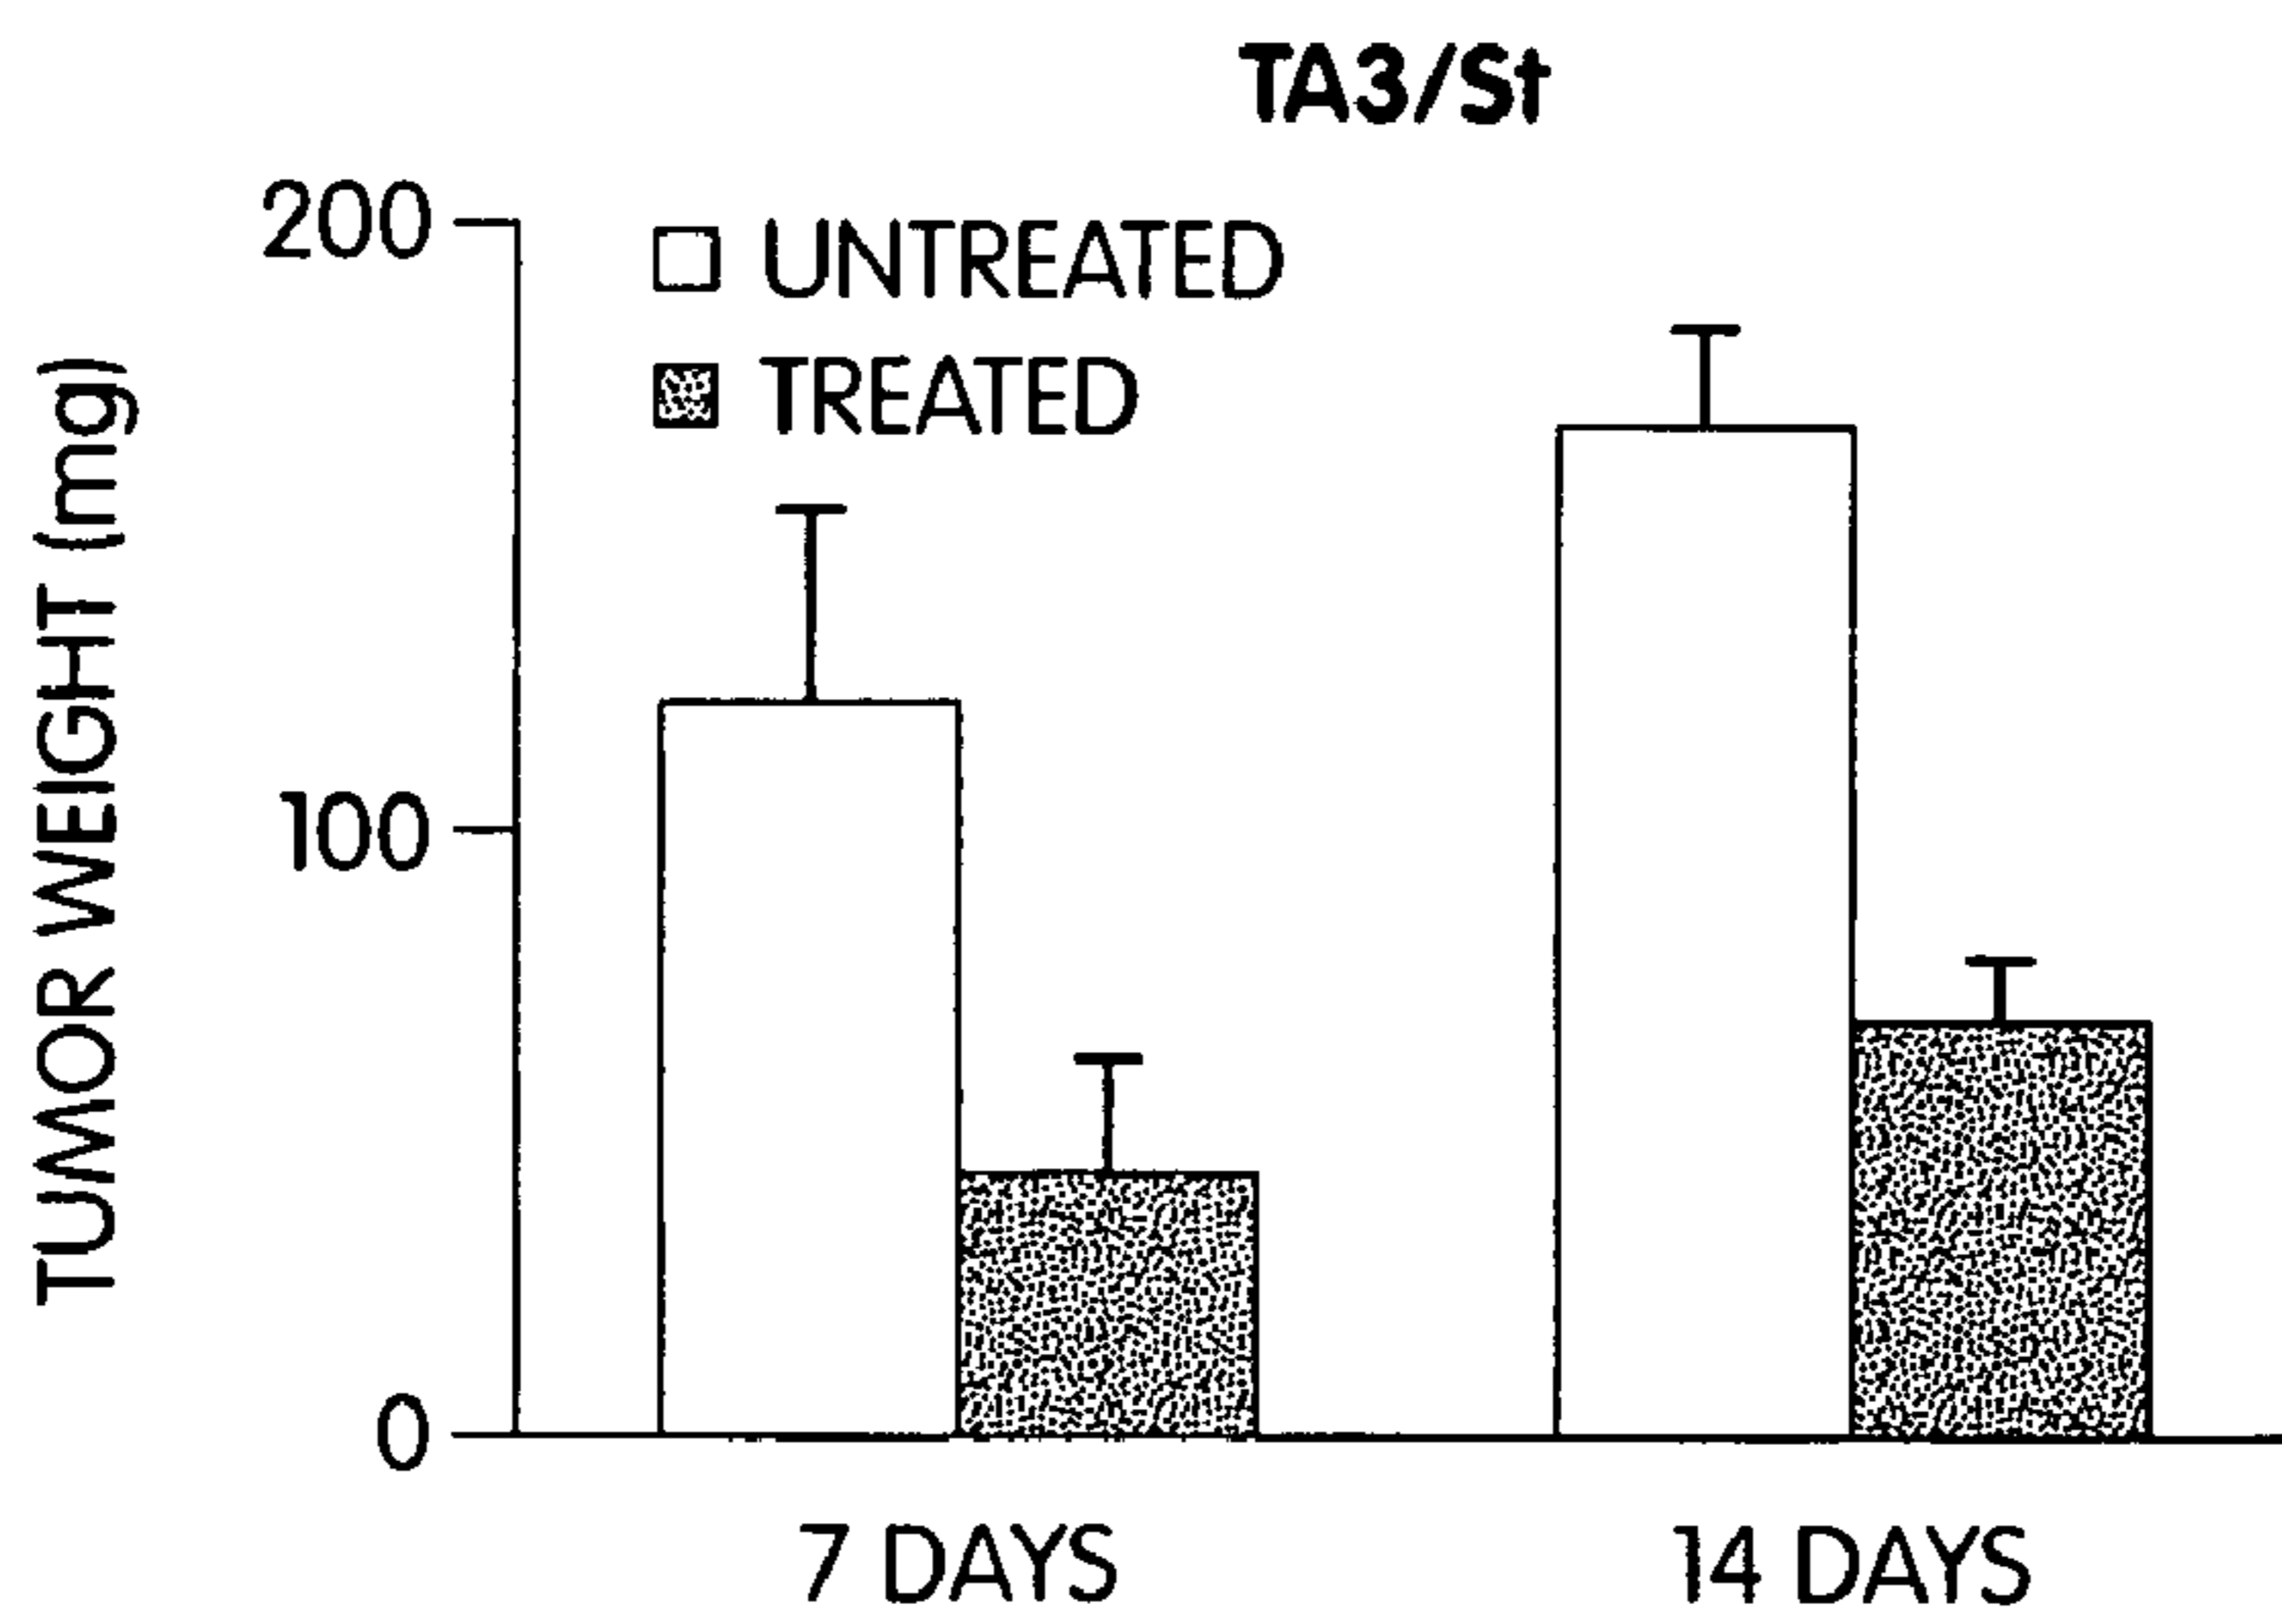 TA3/St
200
UNTREATED
TREATED
TUMOR WEIGHT (mg)
100
0
7 DAYS
14 DAYS